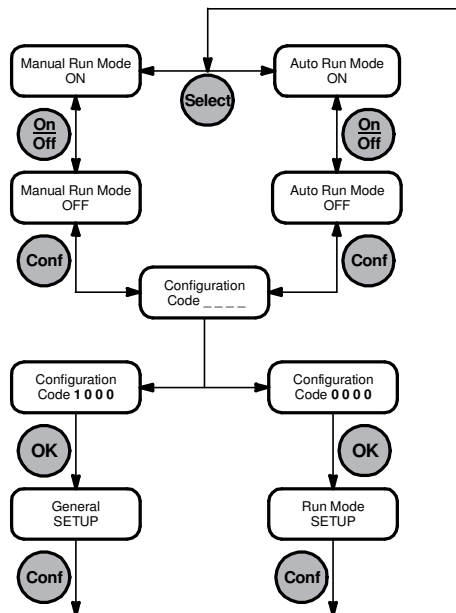 Manual Run Mode
ON
Auto Run Mode
ON
Select
On
Off
On
Off
Manual Run Mode
OFF
Auto Run Mode
OFF
Conf
Conf
Configuration
Code _ _ _ _
Configuration
Code 1 0 0 0
Configuration
Code 0 0 0 0
OK
OK
General
SETUP
Run Mode
SETUP
Conf
Conf